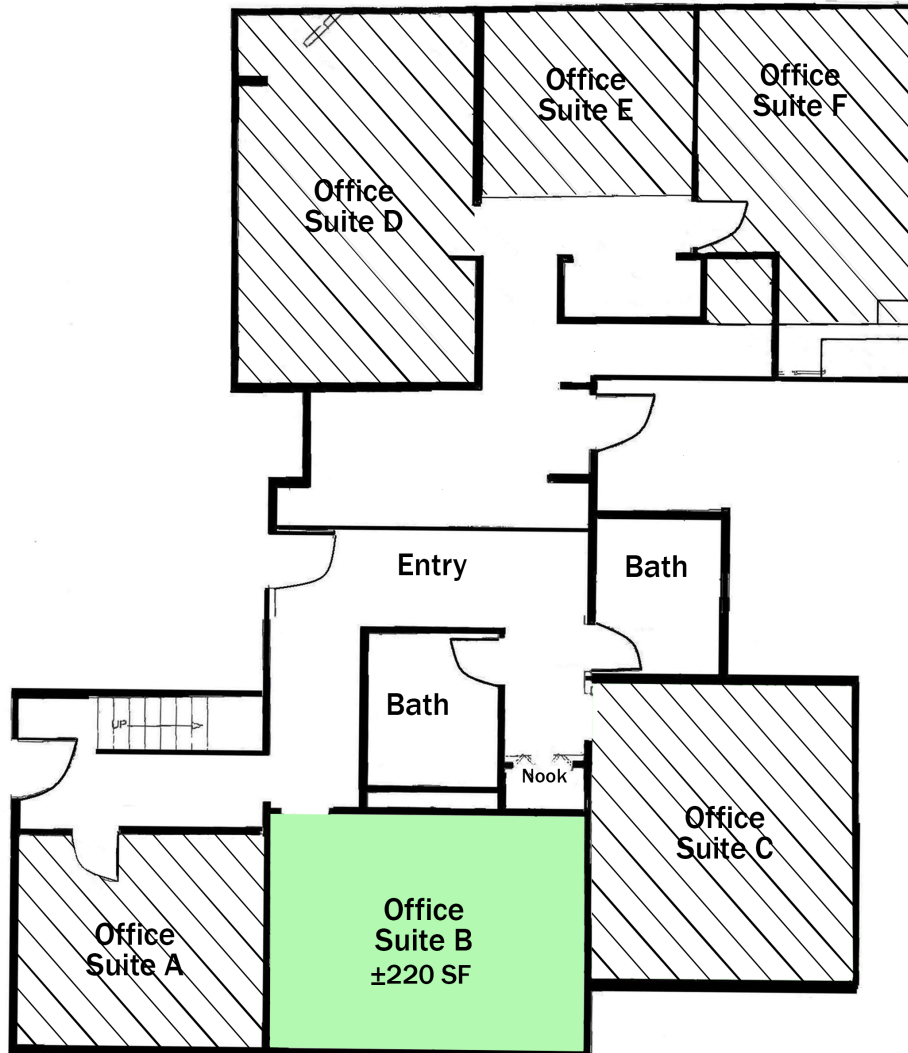 Office
Suite E
Office
Suite F
Office
Suite D
Entry
Bath
Bath
UP
Nook
Office
Suite C
Office
Suite B
±220 SF
Office
Suite A